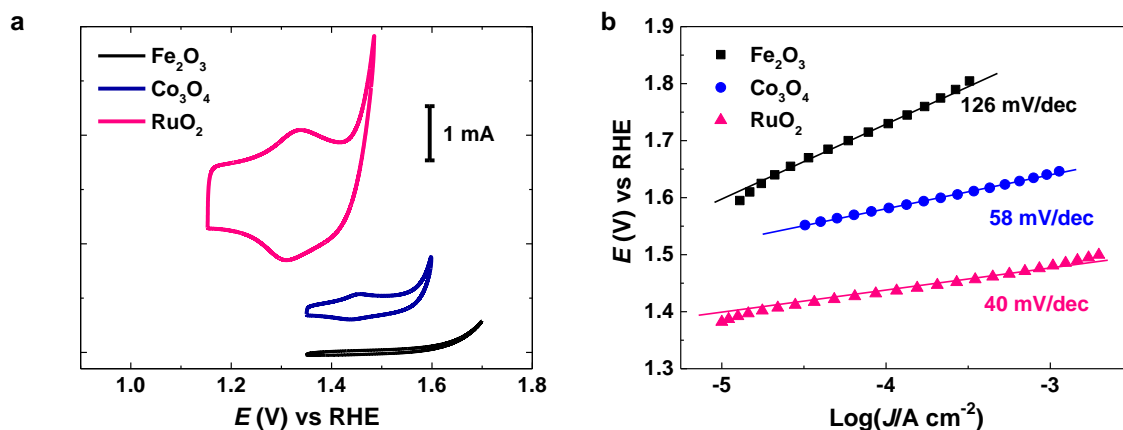 a
Fe₂O₃
Co₃O₄
RuO₂
1 mA
1.0 1.2 1.4 1.6 1.8
E (V) vs RHE
b
E (V) vs RHE
1.9
1.8
1.7
1.6
1.5
1.4
1.3
Fe₂O₃
Co₃O₄
RuO₂
126 mV/dec
58 mV/dec
40 mV/dec
-5 -4 -3
Log(J/A cm⁻²)